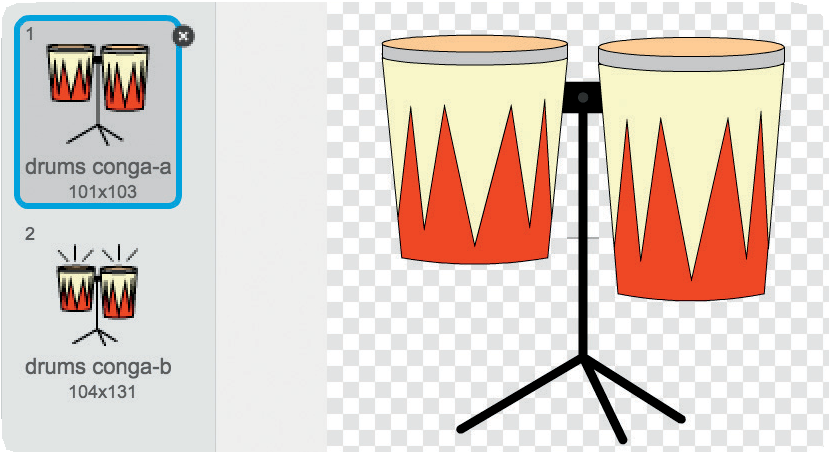 1
drums conga-a
101x103
2
drums conga-b
104x131